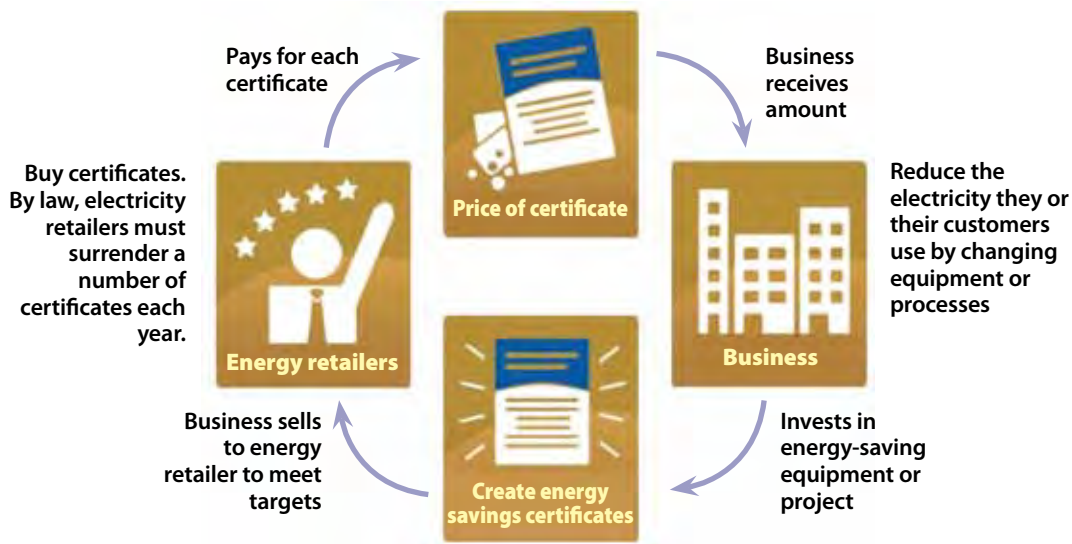 Pays for each
certificate
Price of certificate
Business
receives
amount
Buy certificates.
By law, electricity
retailers must
surrender a
number of
certificates each
year.
Energy retailers
Business
Reduce the
electricity they or
their customers
use by changing
equipment or
processes
Business sells
to energy
retailer to meet
targets
Create energy
savings certificates
Invests in
energy-saving
equipment or
project